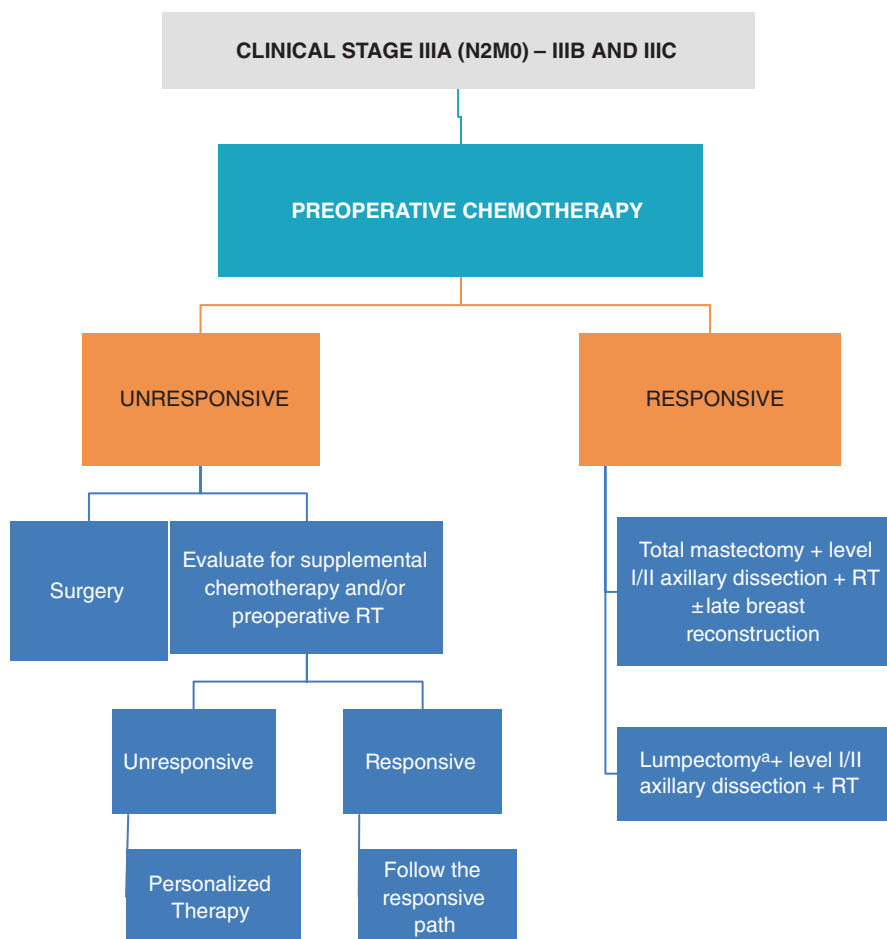 CLINICAL STAGE IIIA (N2M0) – IIIB AND IIIC
PREOPERATIVE CHEMOTHERAPY
UNRESPONSIVE
RESPONSIVE
Surgery
Evaluate for supplemental
chemotherapy and/or
preoperative RT
Total mastectomy + level
I/II axillary dissection + RT
±late breast
reconstruction
Unresponsive
Responsive
Lumpectomyᵃ+ level I/II
axillary dissection + RT
Personalized
Therapy
Follow the
responsive
path